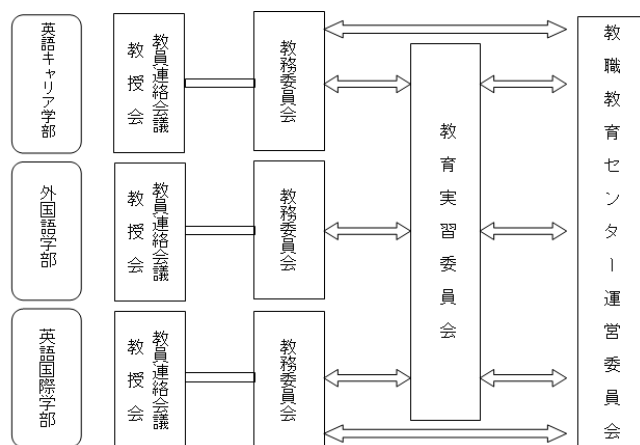 英語キャリア学部
教員連絡会議
教授会
教務委員会
外国語学部
教員連絡会議
教授会
教務委員会
英語国際学部
教員連絡会議
教授会
教務委員会
教育実習委員会
教職教育センター運営委員会